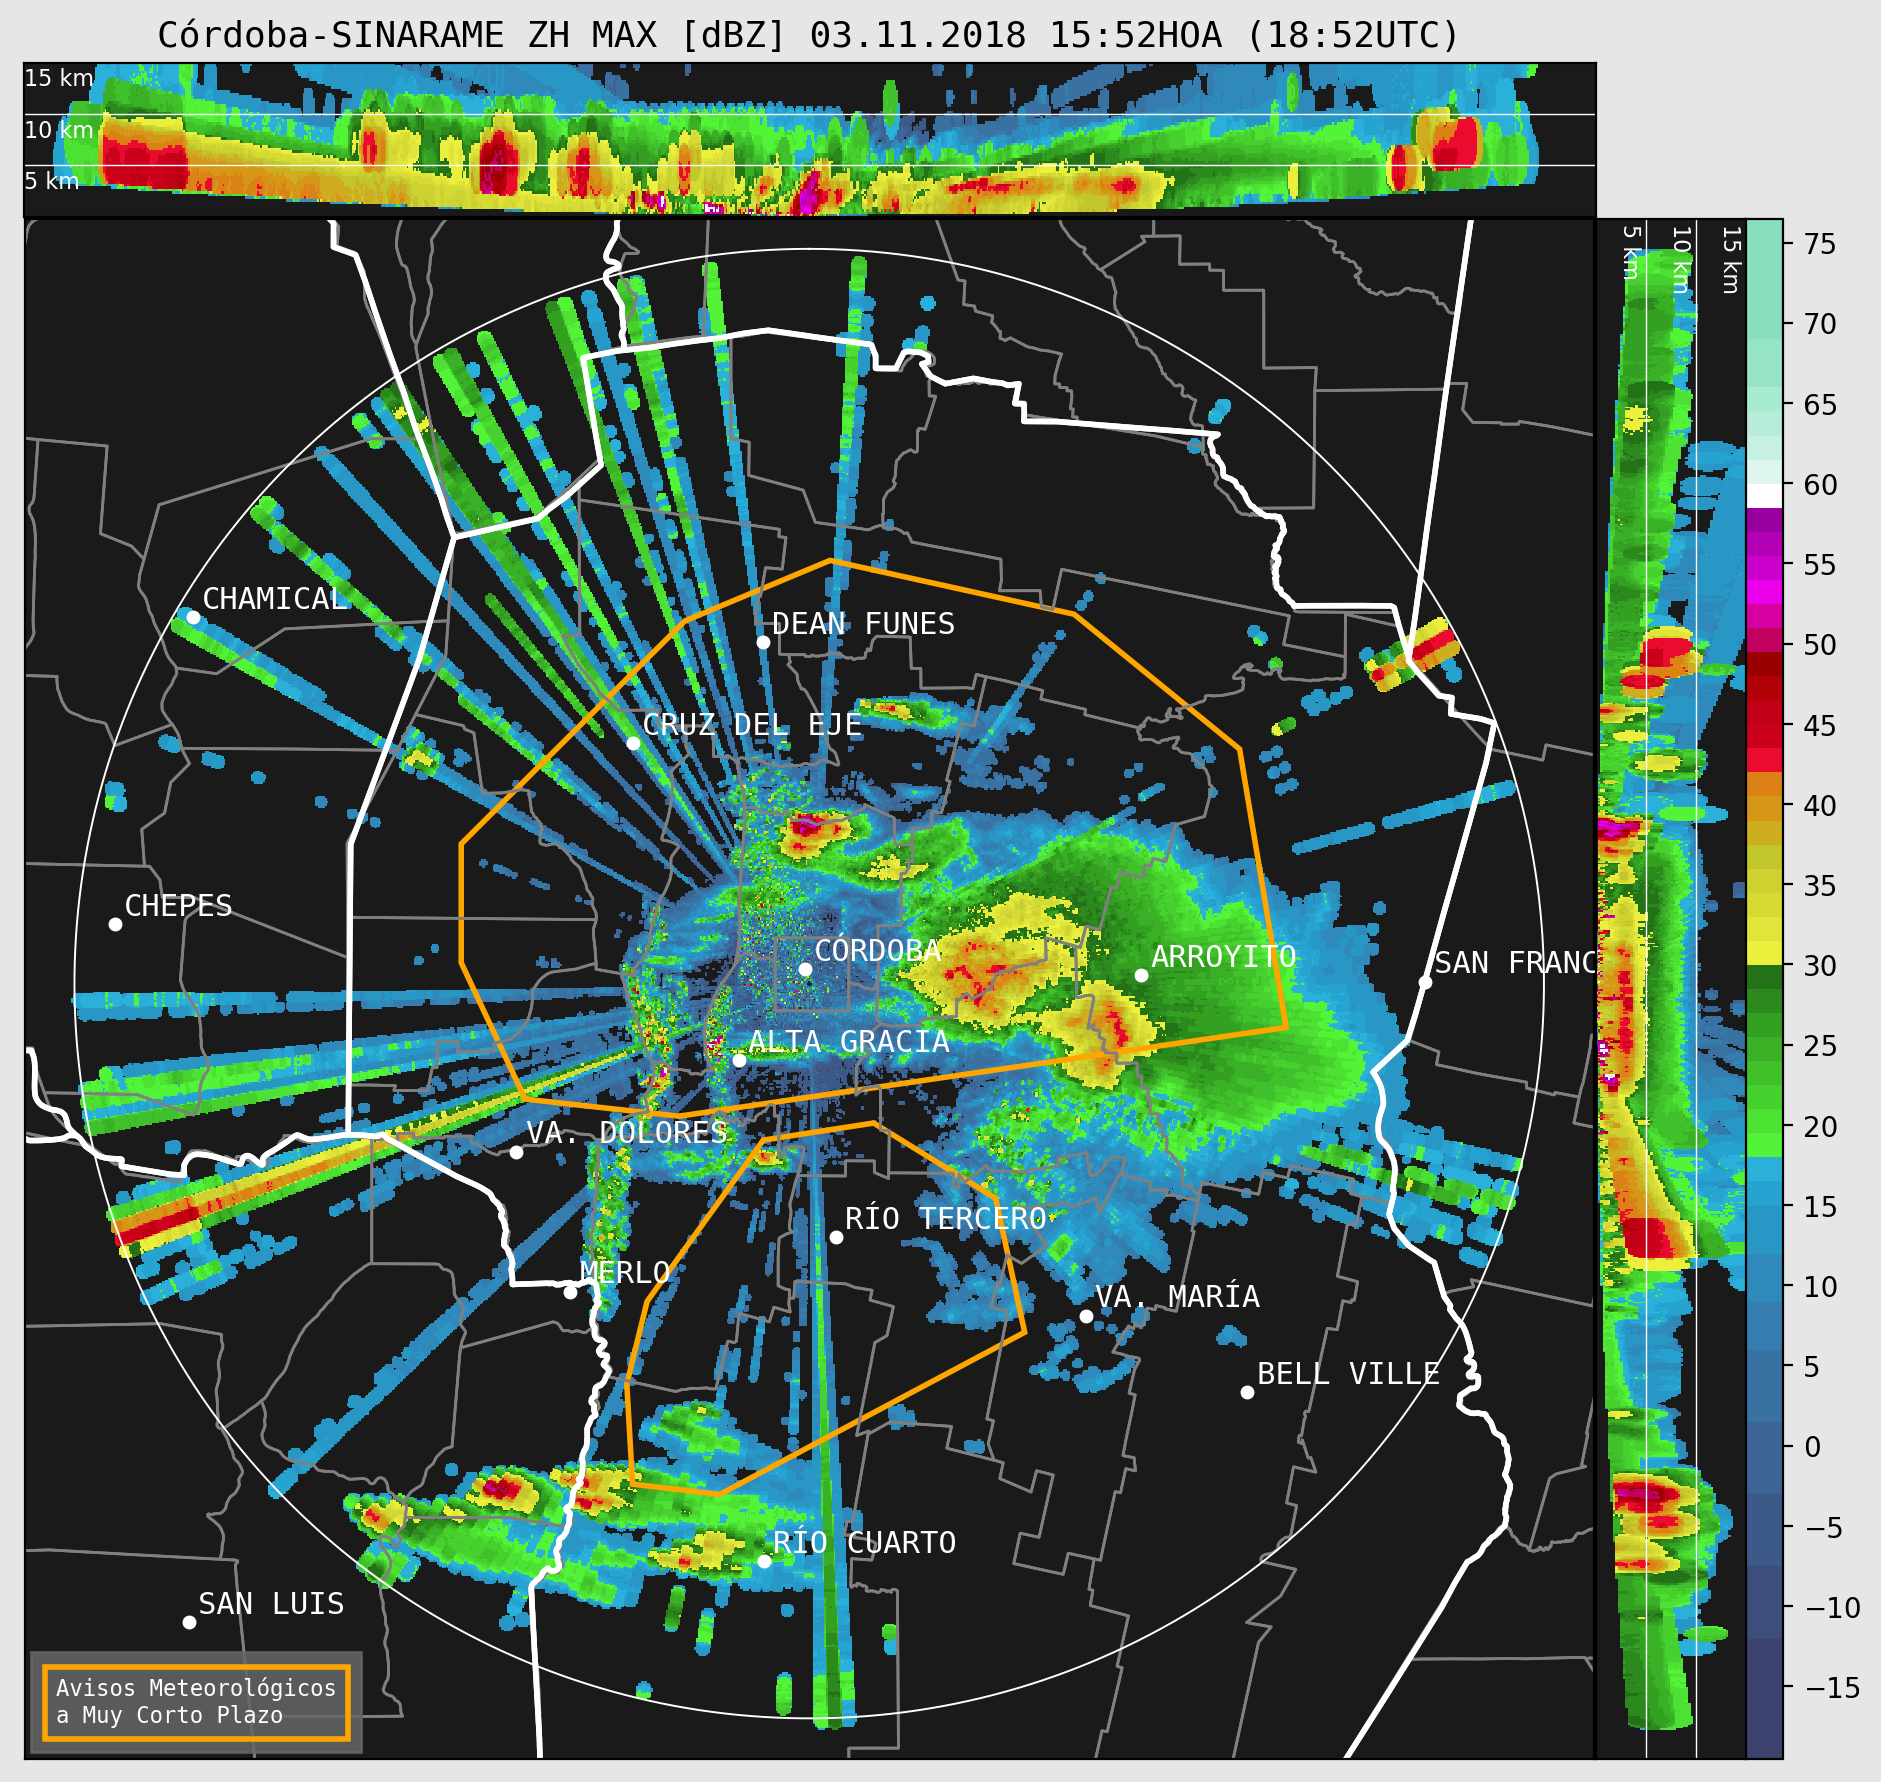 Córdoba-SINARAME ZH MAX [dBZ] 03.11.2018 15:52HOA (18:52UTC)
15 km
10 km
5 km
5 km
10 km
15 km
75
70
65
60
55
50
45
40
35
30
25
20
15
10
5
0
−5
−10
−15
CHAMICAL
DEAN FUNES
CRUZ DEL EJE
CHEPES
CÓRDOBA
ARROYITO
SAN FRANC
ALTA GRACIA
VA. DOLORES
RÍO TERCERO
MERLO
VA. MARÍA
BELL VILLE
RÍO CUARTO
SAN LUIS
Avisos Meteorológicos
a Muy Corto Plazo